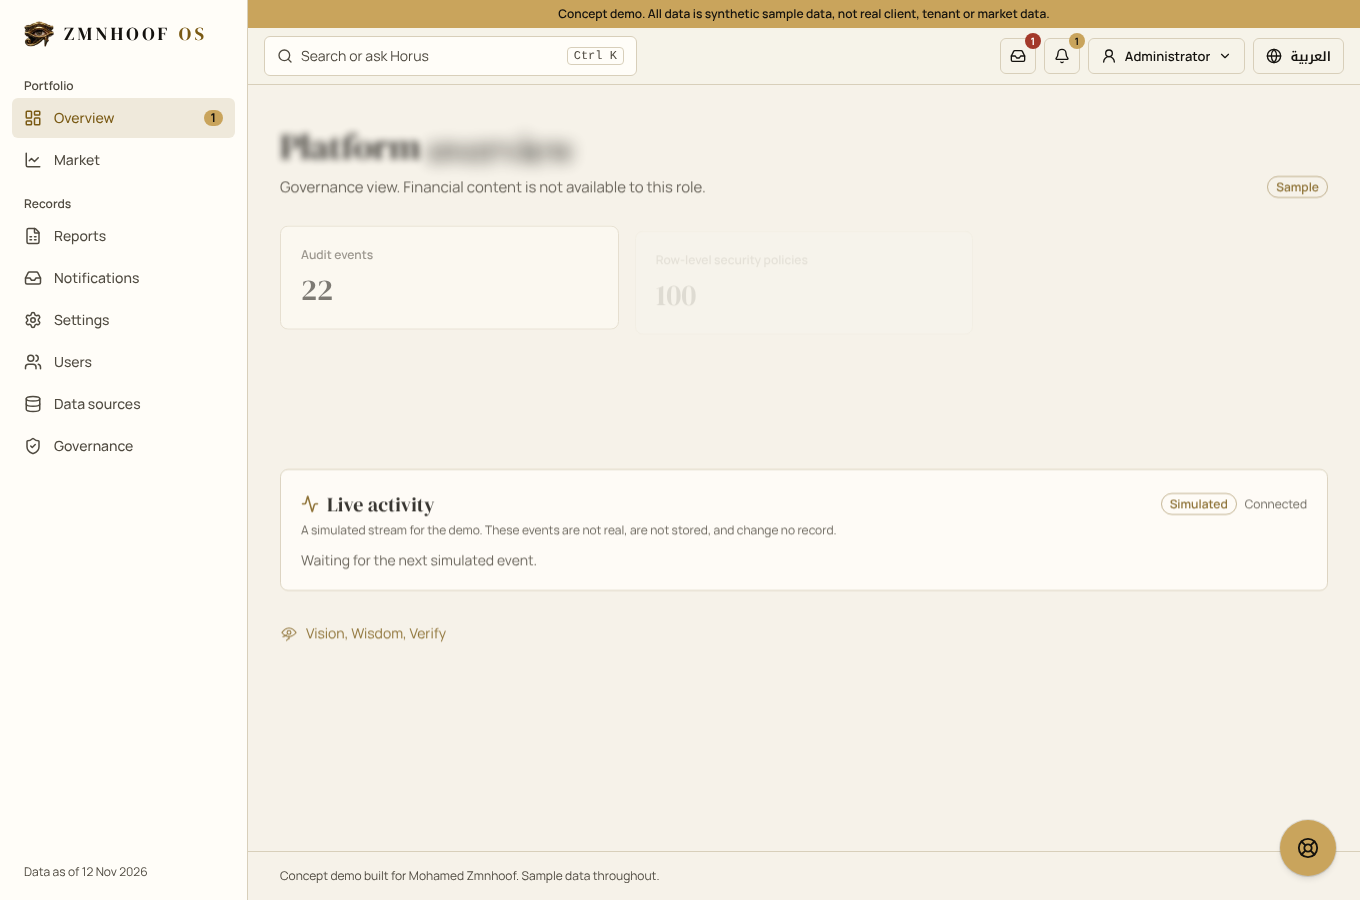 Concept demo. All data is synthetic sample data, not real client, tenant or market data.
ZMNHOOF OS
Search or ask Horus
Ctrl K
1
1
Administrator
العربية
Portfolio
Overview
1
Market
Records
Reports
Notifications
Settings
Users
Data sources
Governance
Data as of 12 Nov 2026
Platform overview
Governance view. Financial content is not available to this role.
Sample
Audit events
22
Row-level security policies
100
Live activity
Simulated
Connected
A simulated stream for the demo. These events are not real, are not stored, and change no record.
Waiting for the next simulated event.
Vision, Wisdom, Verify
Concept demo built for Mohamed Zmnhoof. Sample data throughout.